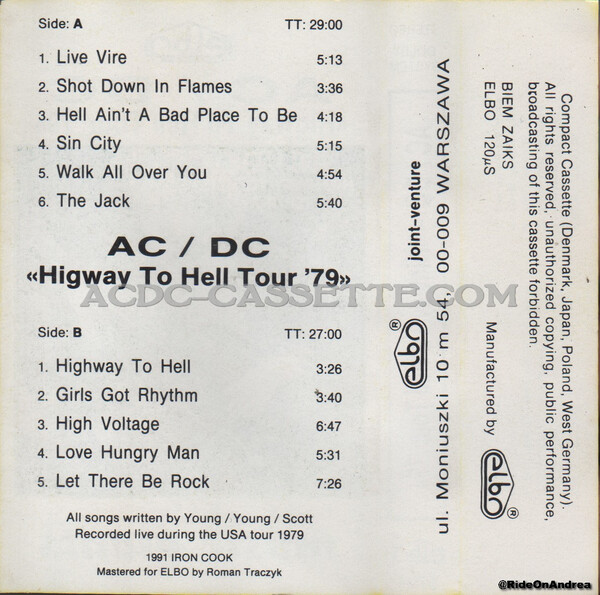 Side: A TT: 29:00
1. Live Vire 5:13
2. Shot Down In Flames 3:36
3. Hell Ain't A Bad Place To Be 4:18
4. Sin City 5:15
5. Walk All Over You 4:54
6. The Jack 5:40
AC / DC
«Higway To Hell Tour '79»
ACDC-CASSETTE.COM
Side: B TT: 27:00
1. Highway To Hell 3:26
2. Girls Got Rhythm 3:40
3. High Voltage 6:47
4. Love Hungry Man 5:31
5. Let There Be Rock 7:26
All songs written by Young / Young / Scott
Recorded live during the USA tour 1979
1991 IRON COOK
Mastered for ELBO by Roman Traczyk
joint-venture
elbo®
ul. Moniuszki 10 m 54, 00-009 WARSZAWA
Compact Cassette (Denmark, Japan, Poland, West Germany).
All rights reserved, unauthorized copying, public performance,
broadcasting of this cassette forbidden.
BIEM ZAIKS
ELBO 120µS
Manufactured by elbo®
@RideOnAndrea